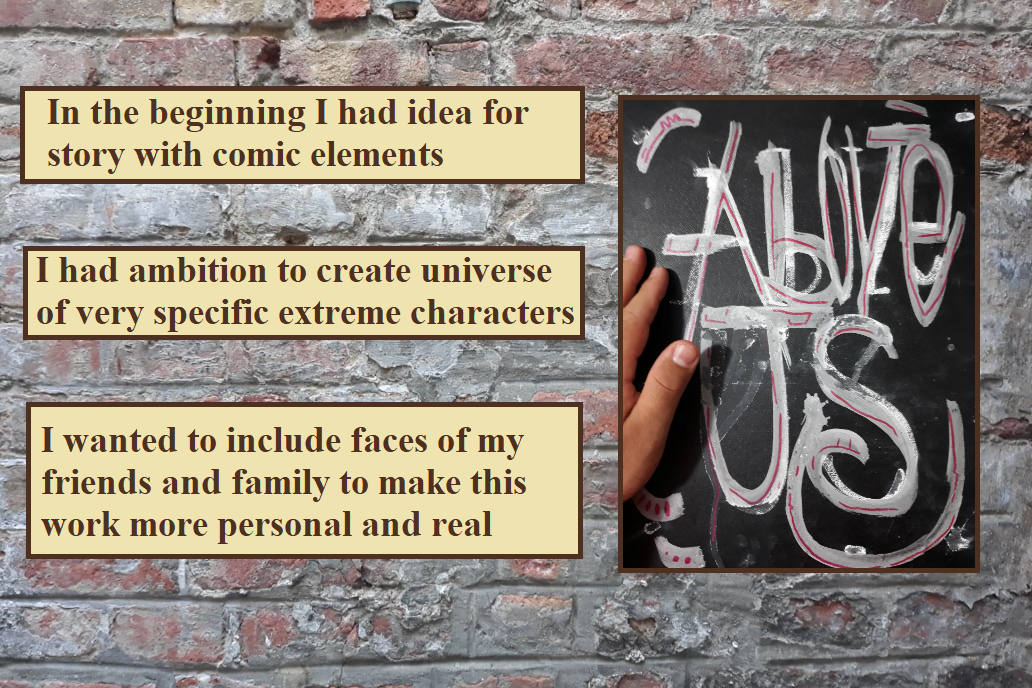 In the beginning I had idea for
story with comic elements
I had ambition to create universe
of very specific extreme characters
I wanted to include faces of my
friends and family to make this
work more personal and real
Above
US